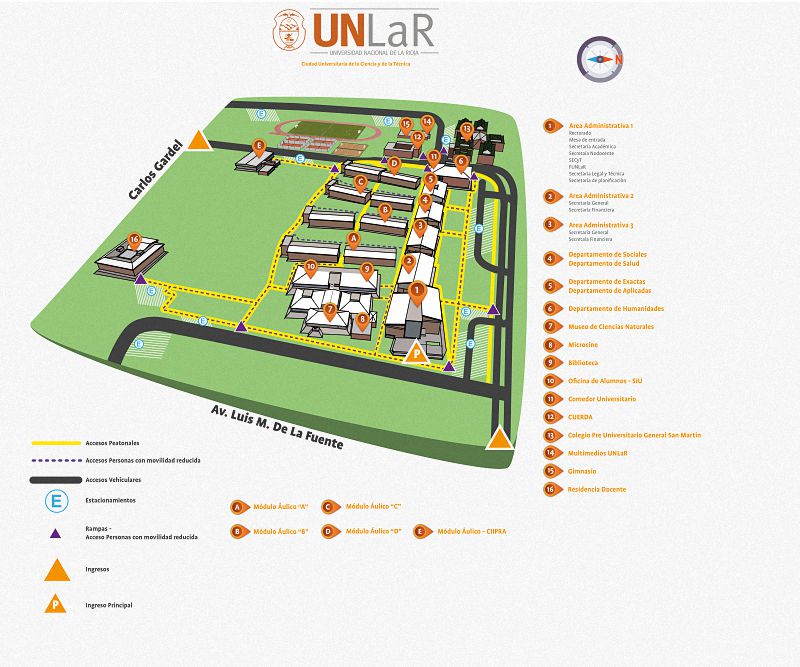 UNLaR
UNIVERSIDAD NACIONAL DE LA RIOJA
Ciudad Universitaria de la Ciencia y de la Técnica
N
Carlos Gardel
Av. Luis M. De La Fuente
E
E
E
E
E
E
E
E
E
15
14
13
12
11
6
D
5
C
4
B
3
A
2
16
10
9
1
7
8
P
1 Area Administrativa 1
Rectorado
Mesa de entrada
Secretaría Académica
Secretaía Nodocente
SECyT
FUNLaR
Secretaría Legal y Técnica
Secretaría de planificación
2 Area Administrativa 2
Secretaría General
Secretaría Financiera
3 Area Administrativa 3
Secretaría General
Secretaía Financiera
4 Departamento de Sociales
Departamento de Salud
5 Departamento de Exactas
Departamento de Aplicadas
6 Departamento de Humanidades
7 Museo de Ciencias Naturales
8 Microcine
9 Biblioteca
10 Oficina de Alumnos - SIU
11 Comedor Universitario
12 CUERDA
13 Colegio Pre Universitario General San Martín
14 Multimedios UNLaR
15 Gimnasio
16 Residencia Docente
Accesos Peatonales
Accesos Personas con movilidad reducida
Accesos Vehículares
E Estacionamientos
Rampas -
Acceso Personas con movilidad reducida
Ingresos
P Ingreso Principal
A Módulo Áulico "A"
C Módulo Áulico "C"
B Módulo Áulico "B"
D Módulo Áulico "D"
E Módulo Áulico - CIIPRA